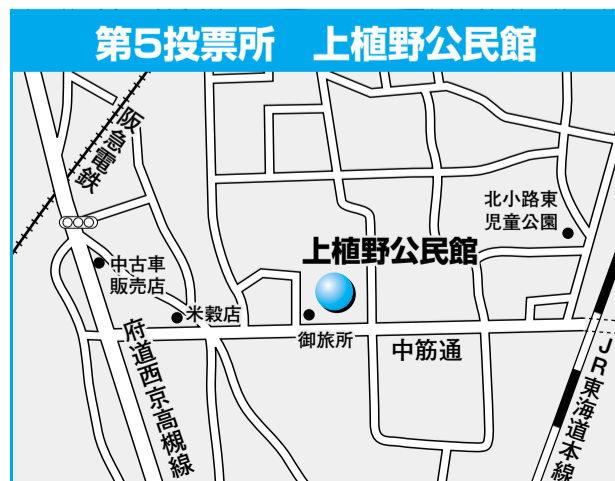 第5投票所　上植野公民館
阪急電鉄
北小路東
児童公園
上植野公民館
中古車
販売店
米穀店
御旅所
中筋通
府道西京高槻線
JR東海道本線